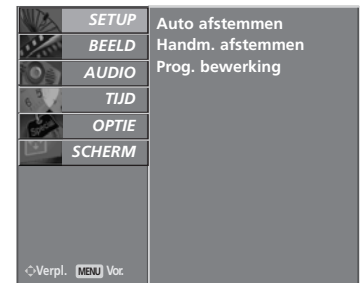 SETUP
BEELD
AUDIO
TIJD
OPTIE
SCHERM
Auto afstemmen
Handm. afstemmen
Prog. bewerking
Verpl. MENU Vor.